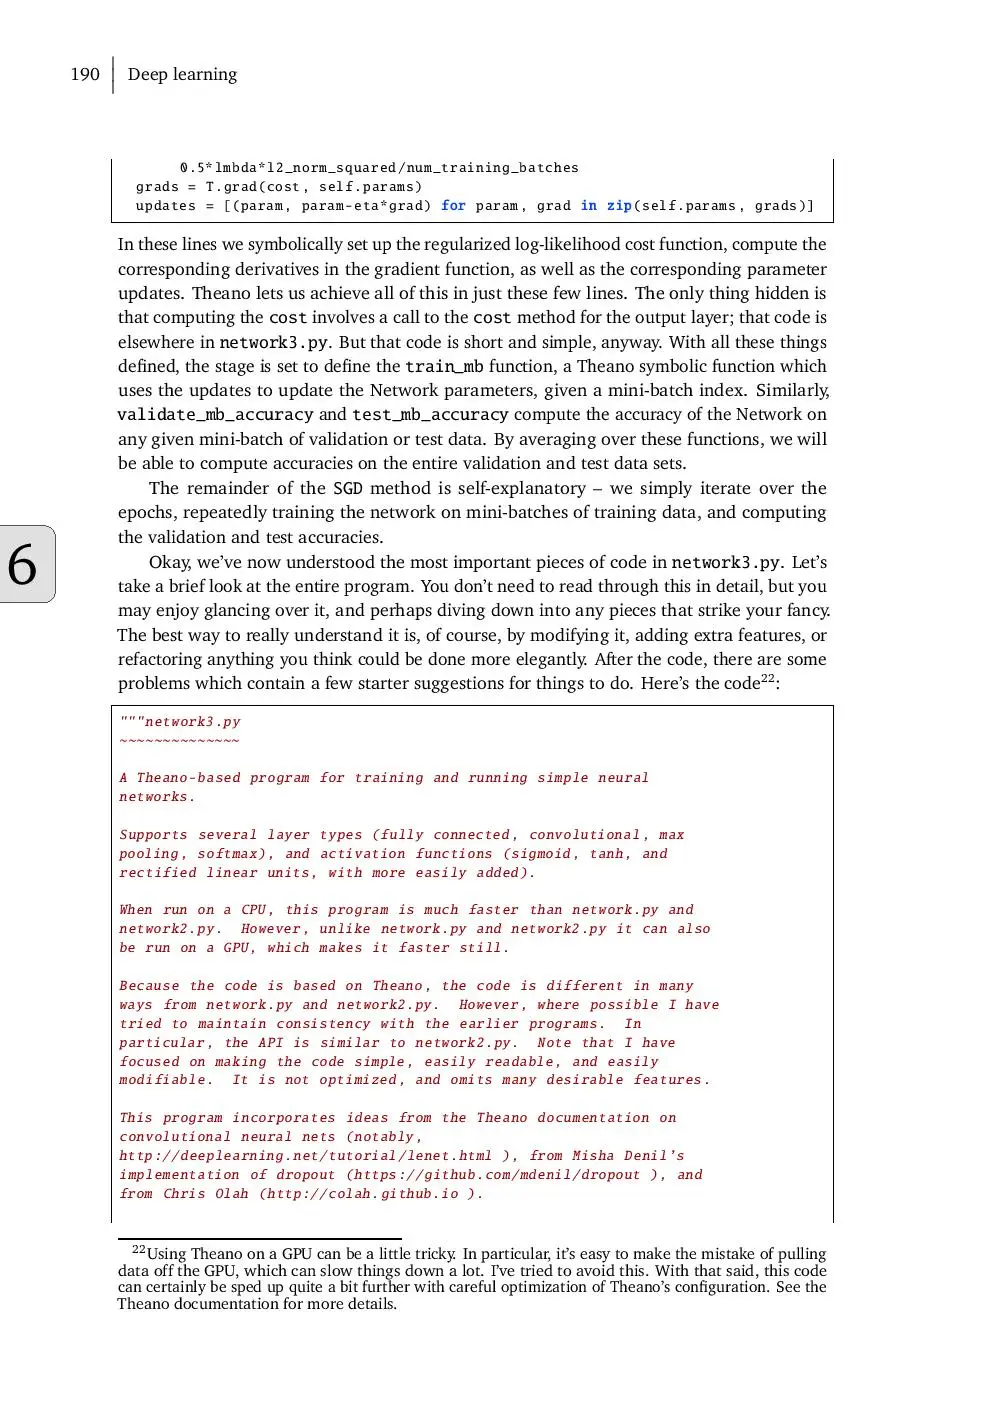 190
Deep learning
0.5*lmbda*l2_norm_squared/num_training_batches
grads = T.grad(cost, self.params)
updates = [(param, param-eta*grad) for param, grad in zip(self.params, grads)]
In these lines we symbolically set up the regularized log-likelihood cost function, compute the
corresponding derivatives in the gradient function, as well as the corresponding parameter
updates. Theano lets us achieve all of this in just these few lines. The only thing hidden is
that computing the cost involves a call to the cost method for the output layer; that code is
elsewhere in network3.py. But that code is short and simple, anyway. With all these things
defined, the stage is set to define the train_mb function, a Theano symbolic function which
uses the updates to update the Network parameters, given a mini-batch index. Similarly,
validate_mb_accuracy and test_mb_accuracy compute the accuracy of the Network on
any given mini-batch of validation or test data. By averaging over these functions, we will
be able to compute accuracies on the entire validation and test data sets.
The remainder of the SGD method is self-explanatory – we simply iterate over the
epochs, repeatedly training the network on mini-batches of training data, and computing
the validation and test accuracies.
Okay, we've now understood the most important pieces of code in network3.py. Let's
take a brief look at the entire program. You don't need to read through this in detail, but you
may enjoy glancing over it, and perhaps diving down into any pieces that strike your fancy.
The best way to really understand it is, of course, by modifying it, adding extra features, or
refactoring anything you think could be done more elegantly. After the code, there are some
problems which contain a few starter suggestions for things to do. Here's the code22:
6
"""network3.py
~~~~~~~~~~~~~~
A Theano-based program for training and running simple neural
networks.
Supports several layer types (fully connected, convolutional, max
pooling, softmax), and activation functions (sigmoid, tanh, and
rectified linear units, with more easily added).
When run on a CPU, this program is much faster than network.py and
network2.py.  However, unlike network.py and network2.py it can also
be run on a GPU, which makes it faster still.
Because the code is based on Theano, the code is different in many
ways from network.py and network2.py.  However, where possible I have
tried to maintain consistency with the earlier programs.  In
particular, the API is similar to network2.py.  Note that I have
focused on making the code simple, easily readable, and easily
modifiable.  It is not optimized, and omits many desirable features.
This program incorporates ideas from the Theano documentation on
convolutional neural nets (notably,
http://deeplearning.net/tutorial/lenet.html ), from Misha Denil's
implementation of dropout (https://github.com/mdenil/dropout ), and
from Chris Olah (http://colah.github.io ).
22Using Theano on a GPU can be a little tricky. In particular, it's easy to make the mistake of pulling
data off the GPU, which can slow things down a lot. I've tried to avoid this. With that said, this code
can certainly be sped up quite a bit further with careful optimization of Theano's configuration. See the
Theano documentation for more details.